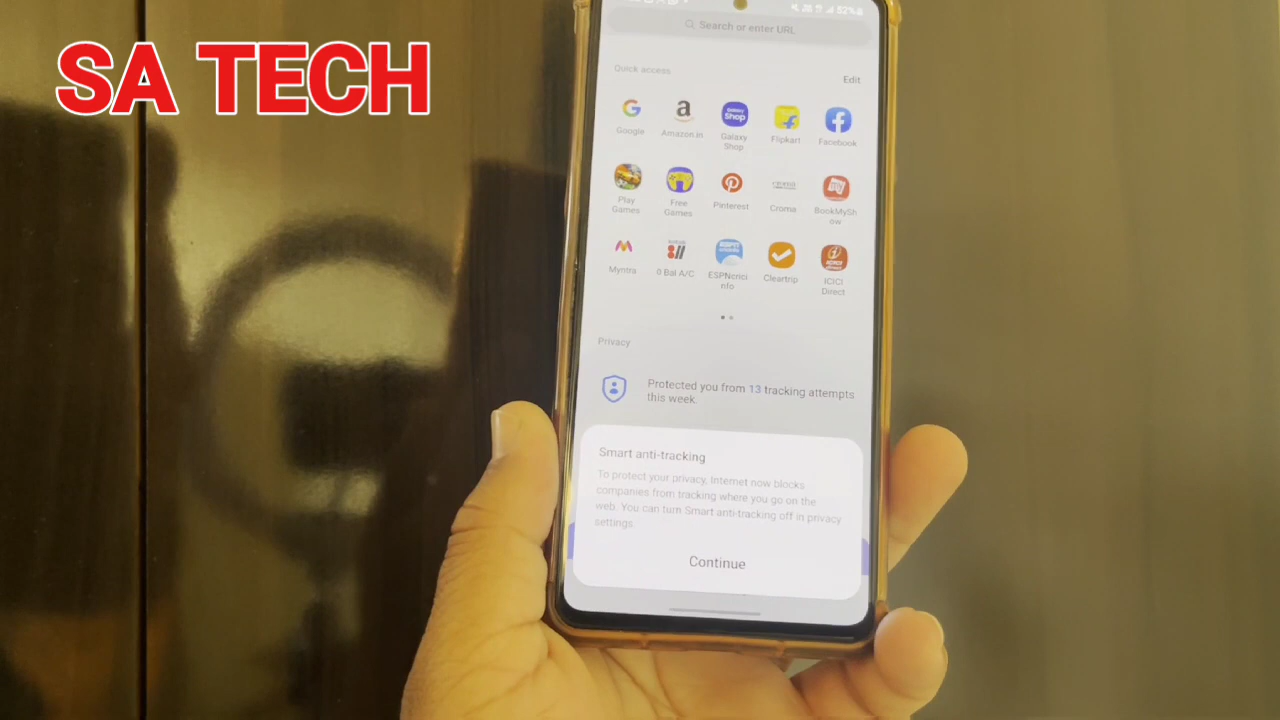 SA TECH
82%
Search or enter URL
Quick access
Edit
Google
Amazon.in
Galaxy
Shop
Flipkart
Facebook
Play
Games
Free
Games
Pinterest
Croma
BookMySh
ow
Myntra
0 Bal A/C
ESPNcrici
nfo
Cleartrip
ICICI
Direct
Privacy
Protected you from 13 tracking attempts
this week.
Smart anti-tracking
To protect your privacy, Internet now blocks
companies from tracking where you go on the
web. You can turn Smart anti-tracking off in privacy
settings.
Continue